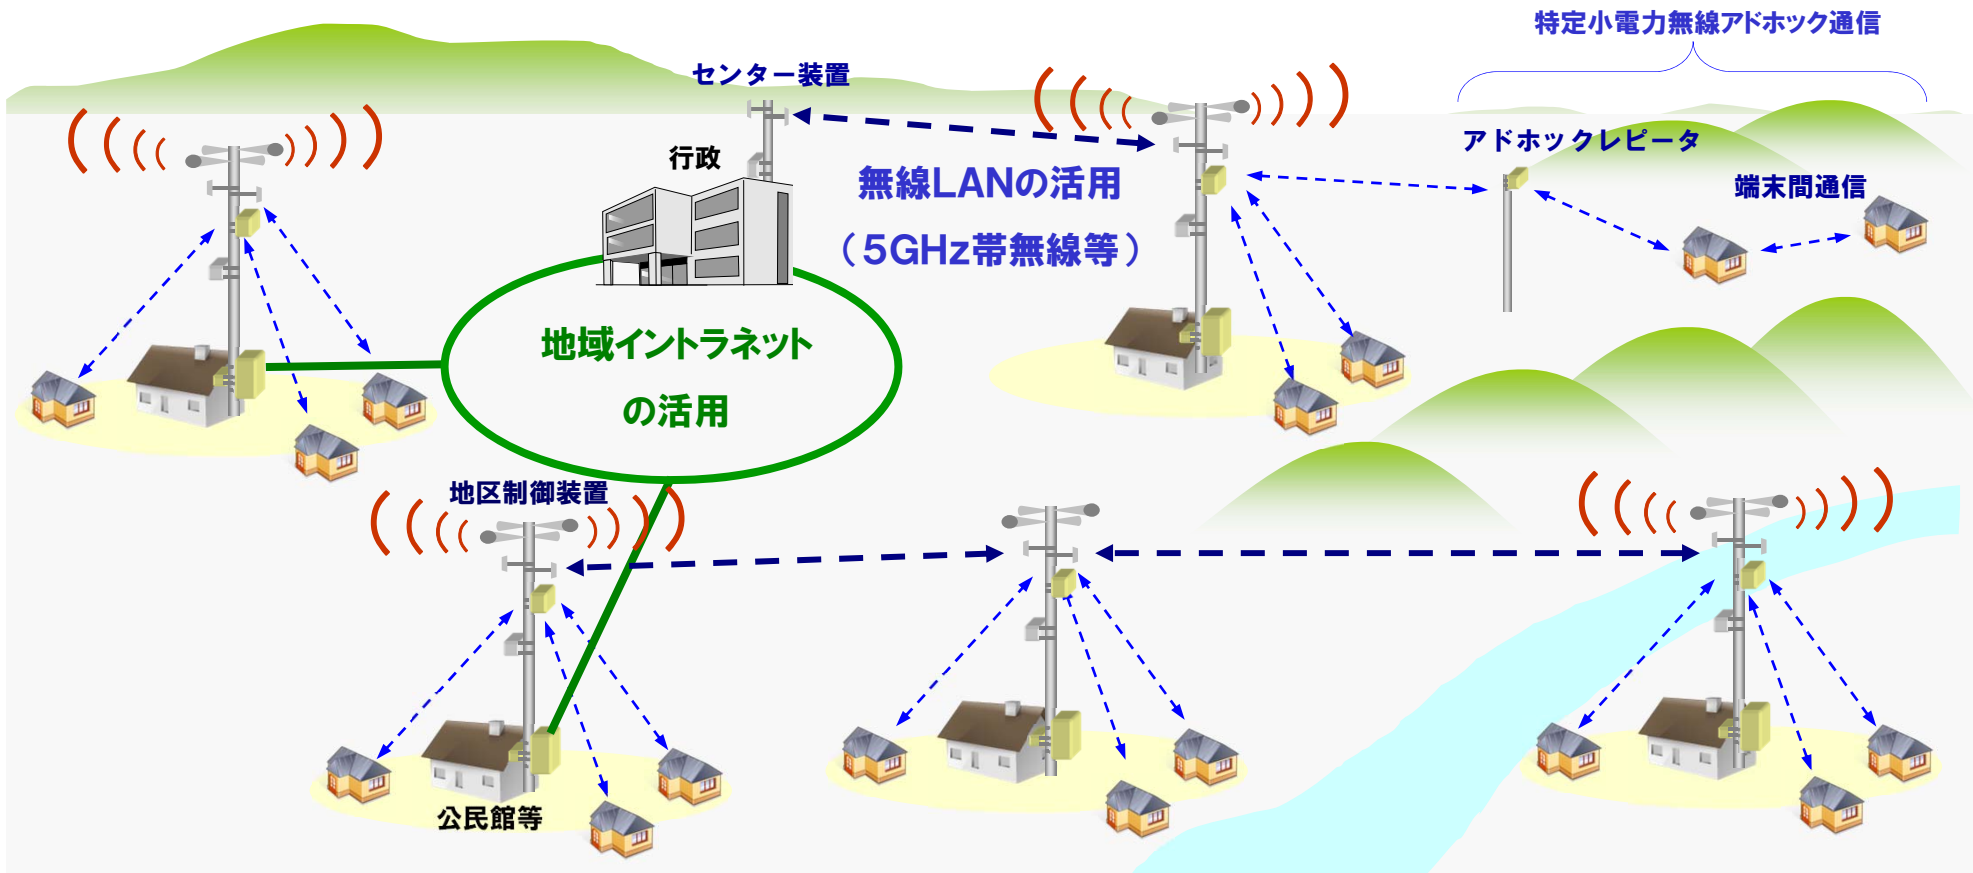 特定小電力無線アドホック通信
センター装置
アドホックレピータ
行政
無線LANの活用
端末間通信
（5GHz帯無線等）
地域イントラネット
の活用
地区制御装置
公民館等